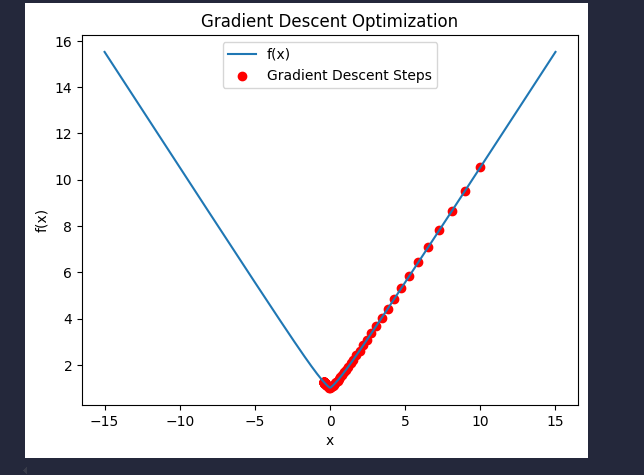 Gradient Descent Optimization
f(x)
Gradient Descent Steps
16
14
12
10
8
6
4
2
f(x)
−15 −10 −5 0 5 10 15
x